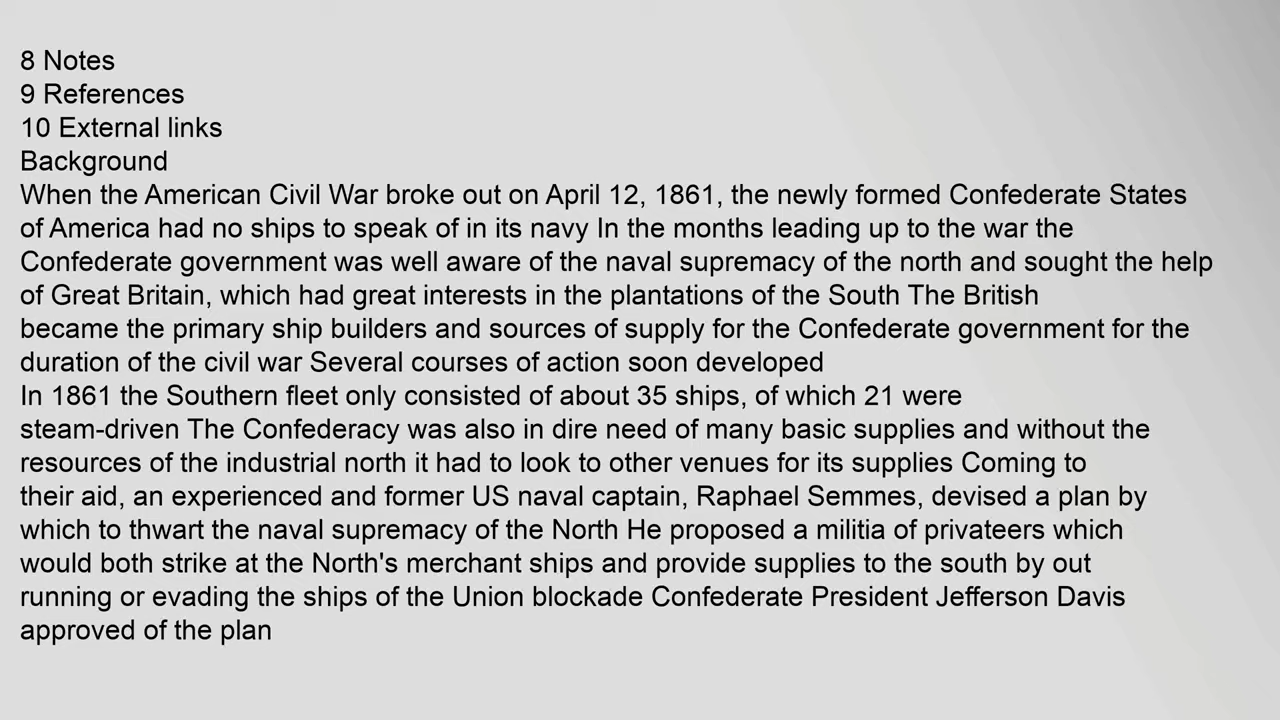 8 Notes
9 References
10 External links
Background
When the American Civil War broke out on April 12, 1861, the newly formed Confederate States
of America had no ships to speak of in its navy In the months leading up to the war the
Confederate government was well aware of the naval supremacy of the north and sought the help
of Great Britain, which had great interests in the plantations of the South The British
became the primary ship builders and sources of supply for the Confederate government for the
duration of the civil war Several courses of action soon developed
In 1861 the Southern fleet only consisted of about 35 ships, of which 21 were
steam-driven The Confederacy was also in dire need of many basic supplies and without the
resources of the industrial north it had to look to other venues for its supplies Coming to
their aid, an experienced and former US naval captain, Raphael Semmes, devised a plan by
which to thwart the naval supremacy of the North He proposed a militia of privateers which
would both strike at the North's merchant ships and provide supplies to the south by out
running or evading the ships of the Union blockade Confederate President Jefferson Davis
approved of the plan